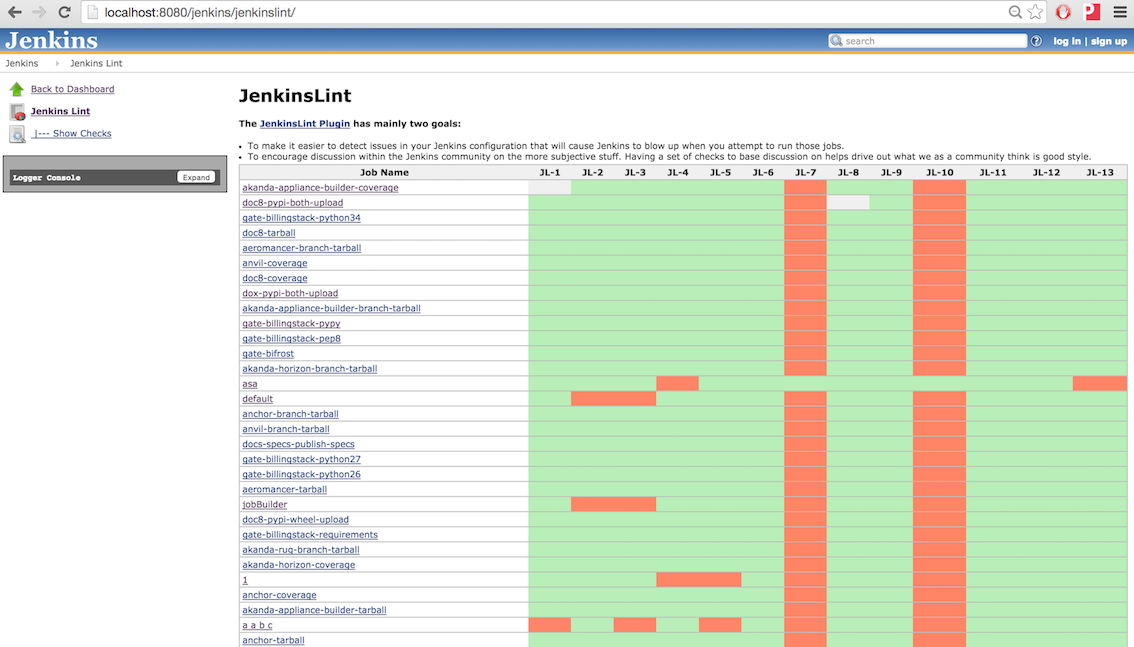 localhost:8080/jenkins/jenkinslint/
Jenkins
search
log in | sign up
Jenkins
Jenkins Lint
Back to Dashboard
Jenkins Lint
|--- Show Checks
Logger Console
Expand
JenkinsLint
The JenkinsLint Plugin has mainly two goals:
• To make it easier to detect issues in your Jenkins configuration that will cause Jenkins to blow up when you attempt to run those jobs.
• To encourage discussion within the Jenkins community on the more subjective stuff. Having a set of checks to base discussion on helps drive out what we as a community think is good style.
Job Name JL-1 JL-2 JL-3 JL-4 JL-5 JL-6 JL-7 JL-8 JL-9 JL-10 JL-11 JL-12 JL-13
akanda-appliance-builder-coverage
doc8-pypi-both-upload
gate-billingstack-python34
doc8-tarball
aeromancer-branch-tarball
anvil-coverage
doc8-coverage
dox-pypi-both-upload
akanda-appliance-builder-branch-tarball
gate-billingstack-pypy
gate-billingstack-pep8
gate-bifrost
akanda-horizon-branch-tarball
asa
default
anchor-branch-tarball
anvil-branch-tarball
docs-specs-publish-specs
gate-billingstack-python27
gate-billingstack-python26
aeromancer-tarball
jobBuilder
doc8-pypi-wheel-upload
gate-billingstack-requirements
akanda-rug-branch-tarball
akanda-horizon-coverage
1
anchor-coverage
akanda-appliance-builder-tarball
a a b c
anchor-tarball